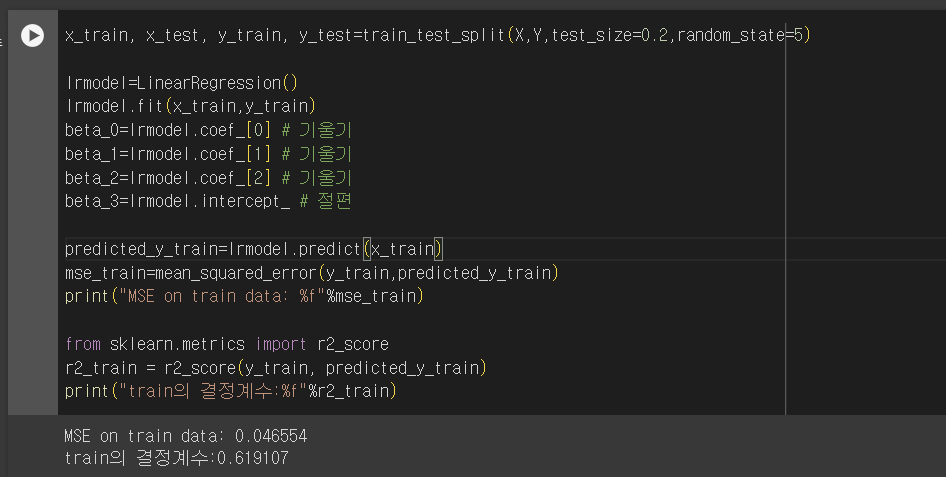 x_train, x_test, y_train, y_test=train_test_split(X,Y,test_size=0.2,random_state=5)
lrmodel=LinearRegression()
lrmodel.fit(x_train,y_train)
beta_0=lrmodel.coef_[0] # 기울기
beta_1=lrmodel.coef_[1] # 기울기
beta_2=lrmodel.coef_[2] # 기울기
beta_3=lrmodel.intercept_ # 절편
predicted_y_train=lrmodel.predict(x_train)
mse_train=mean_squared_error(y_train,predicted_y_train)
print("MSE on train data: %f"%mse_train)
from sklearn.metrics import r2_score
r2_train = r2_score(y_train, predicted_y_train)
print("train의 결정계수:%f"%r2_train)
MSE on train data: 0.046554
train의 결정계수:0.619107